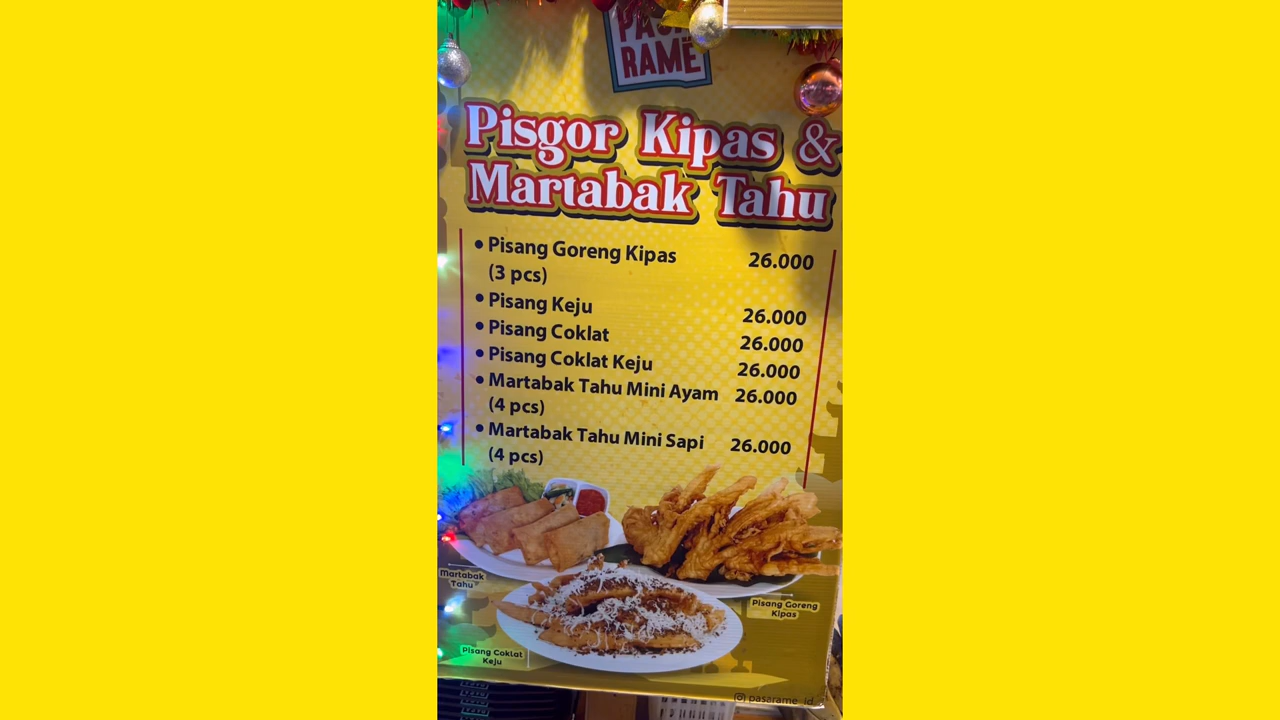 PASA
RAME
Pisgor Kipas &
Martabak Tahu
• Pisang Goreng Kipas 26.000
(3 pcs)
• Pisang Keju 26.000
• Pisang Coklat 26.000
• Pisang Coklat Keju 26.000
• Martabak Tahu Mini Ayam 26.000
(4 pcs)
• Martabak Tahu Mini Sapi 26.000
(4 pcs)
Martabak
Tahu
Pisang Goreng
Kipas
Pisang Coklat
Keju
pasarame_id